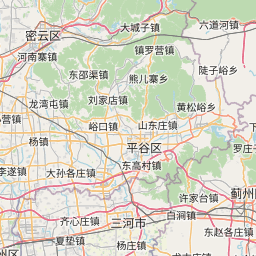 大城子镇
六道河镇
密云区
镇罗营镇
河南寨镇
陡子峪乡
东邵渠镇
熊儿寨乡
刘家店镇
龙湾屯镇
黄松峪乡
峪口镇
山东庄镇
杨镇
平谷区
李遂镇
东高村镇
大孙各庄镇
许家台镇
蓟州
齐心庄镇
三河市
白涧镇
夏垫镇
杨庄镇
东赵各庄镇